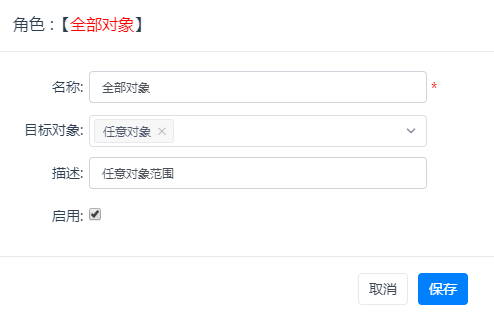 角色 :【全部对象】
名称: 全部对象 *
目标对象: 任意对象 ×
描述: 任意对象范围
启用:
取消 保存